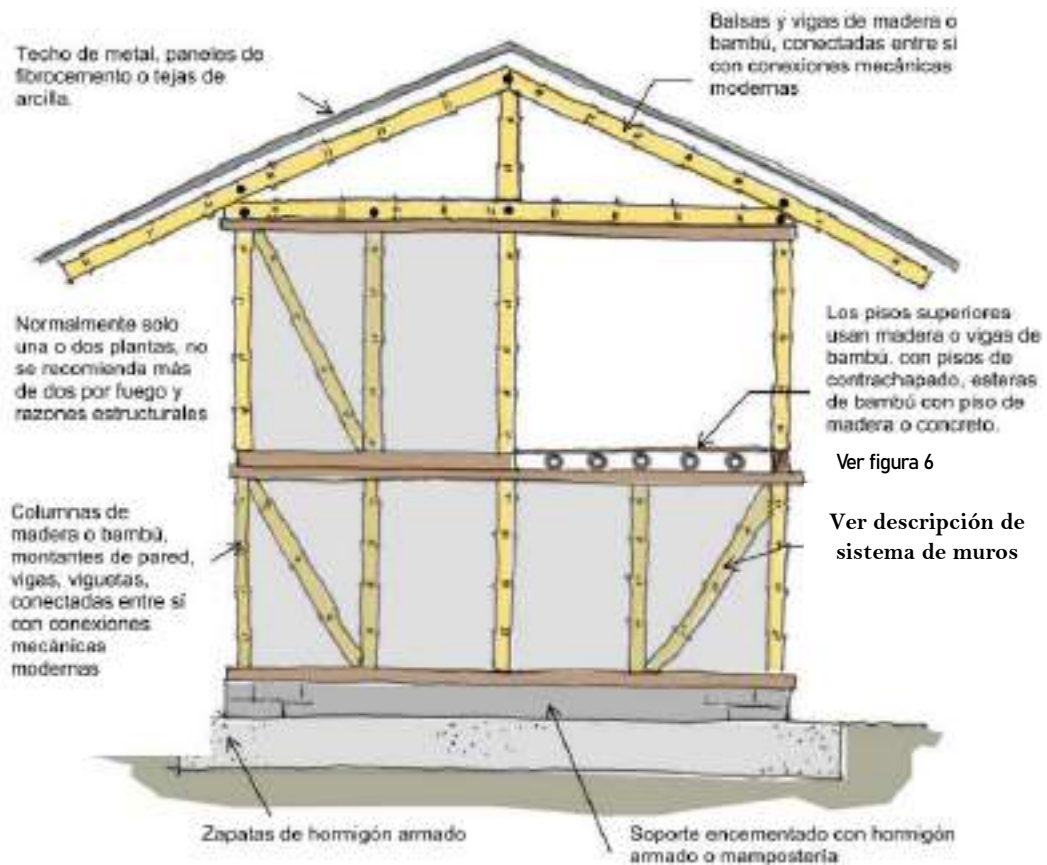 Techo de metal, paneles de
fibrocemento o tejas de
arcilla.
Balsas y vigas de madera o
bambú, conectadas entre sí
con conexiones mecánicas
modernas
Normalmente solo
una o dos plantas, no
se recomienda más
de dos por fuego y
razones estructurales
Los pisos superiores
usan madera o vigas de
bambú. con pisos de
contrachapado, esteras
de bambú con piso de
madera o concreto.
Ver figura 6
Ver descripción de
sistema de muros
Columnas de
madera o bambú,
montantes de pared,
vigas, viguetas,
conectadas entre sí
con conexiones
mecánicas
modernas
Zapatas de hormigón armado
Soporte encementado con hormigón
armado o mampostería